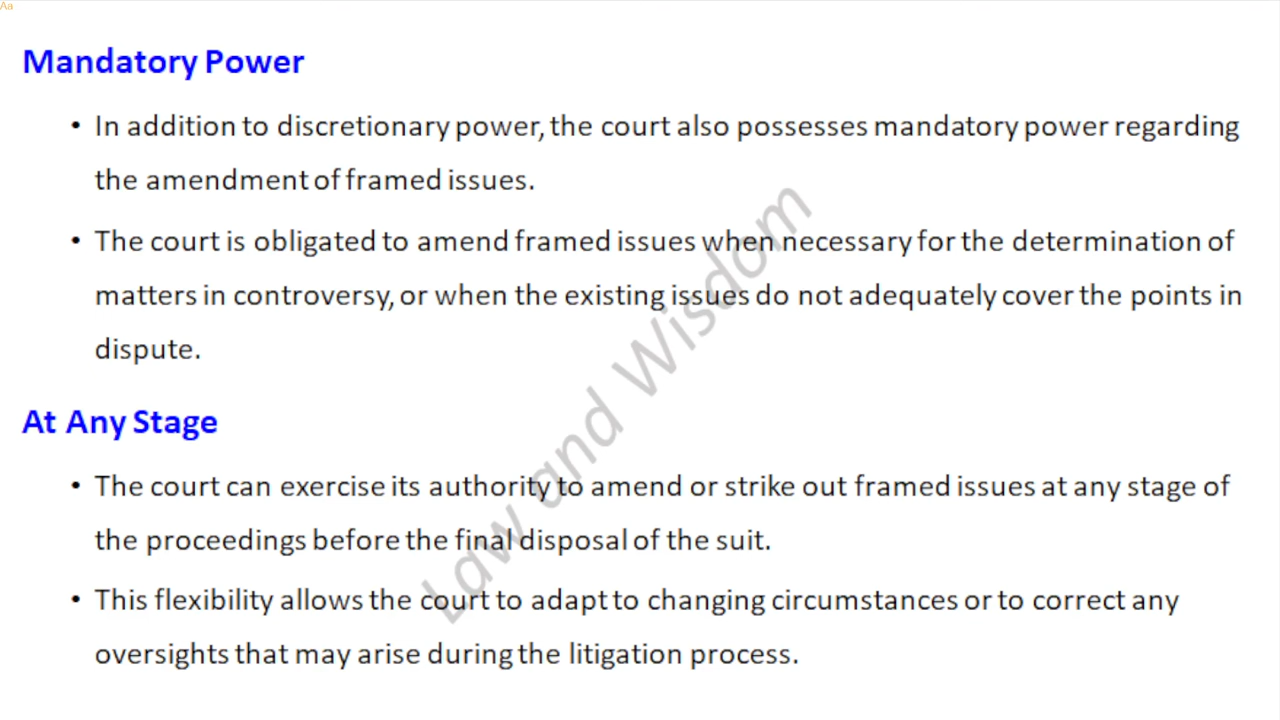 Aa
Mandatory Power
• In addition to discretionary power, the court also possesses mandatory power regarding
the amendment of framed issues.
• The court is obligated to amend framed issues when necessary for the determination of
matters in controversy, or when the existing issues do not adequately cover the points in
dispute.
At Any Stage
• The court can exercise its authority to amend or strike out framed issues at any stage of
the proceedings before the final disposal of the suit.
• This flexibility allows the court to adapt to changing circumstances or to correct any
oversights that may arise during the litigation process.
Law and Wisdom